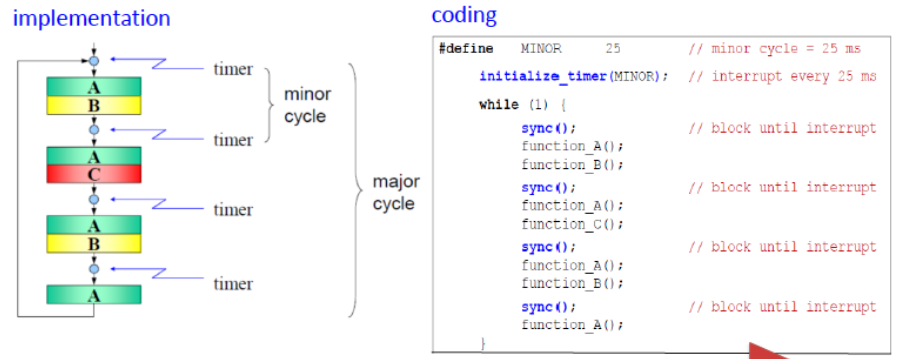 implementation
timer
A
B
minor
cycle
timer
A
C
major
cycle
timer
A
B
timer
A
coding
#define MINOR 25 // minor cycle = 25 ms
initialize_timer(MINOR); // interrupt every 25 ms
while (1) {
sync(); // block until interrupt
function_A();
function_B();
sync(); // block until interrupt
function_A();
function_C();
sync(); // block until interrupt
function_A();
function_B();
sync(); // block until interrupt
function_A();
}